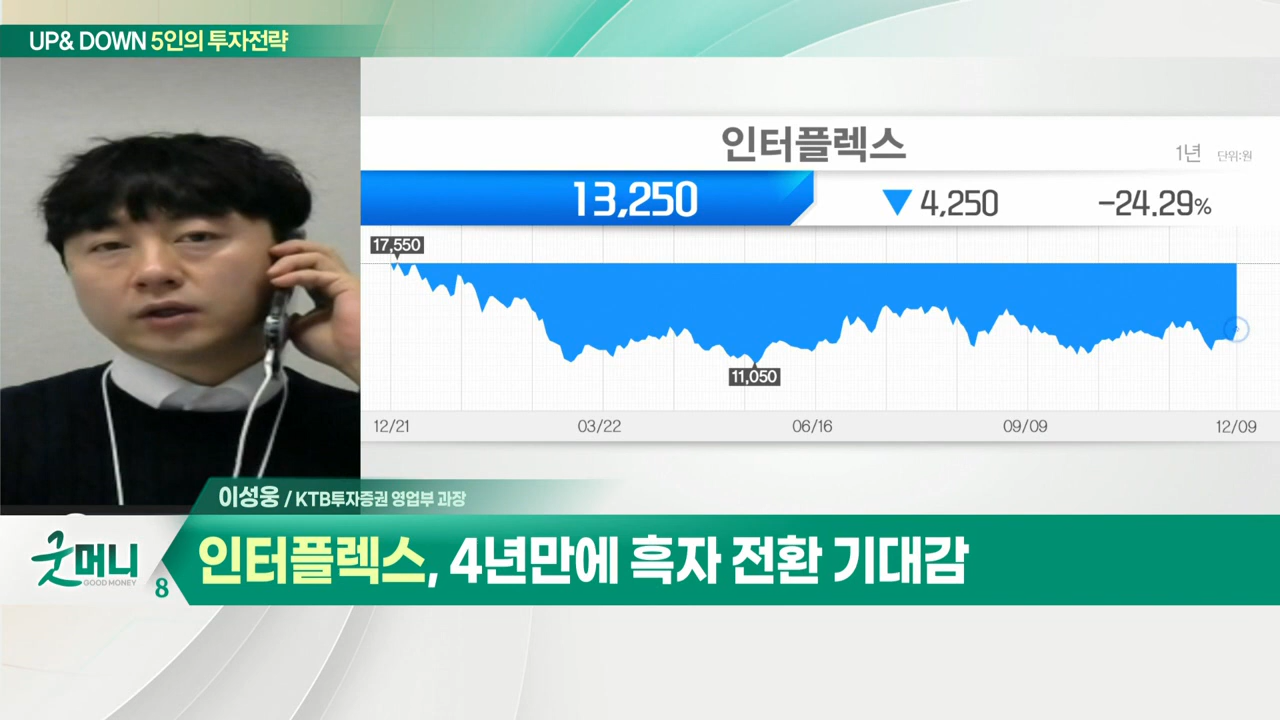 UP& DOWN 5인의 투자전략
인터플렉스
1년 단위:원
13,250 ▼ 4,250 -24.29%
17,550
11,050
12/21 03/22 06/16 09/09 12/09
이성웅 / KTB투자증권 영업부 과장
굿머니
GOOD MONEY
8
인터플렉스, 4년만에 흑자 전환 기대감